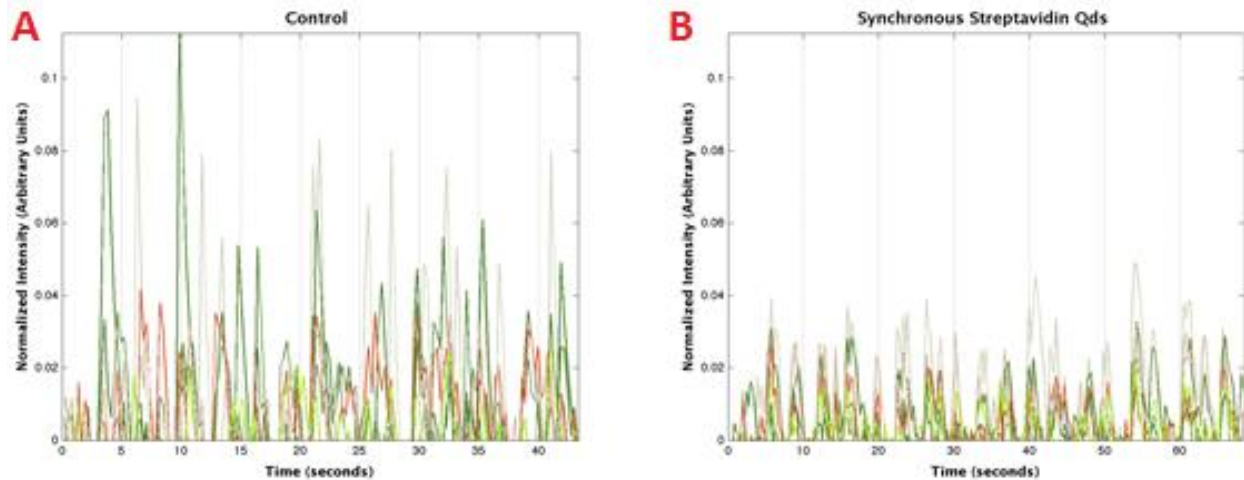 A
Control
Normalized Intensity (Arbitrary Units)
0.1
0.08
0.06
0.04
0.02
0
0 5 10 15 20 25 30 35 40
Time (seconds)
B
Synchronous Streptavidin Qds
Normalized Intensity (Arbitrary Units)
0.1
0.08
0.06
0.04
0.02
0
0 10 20 30 40 50 60
Time (seconds)